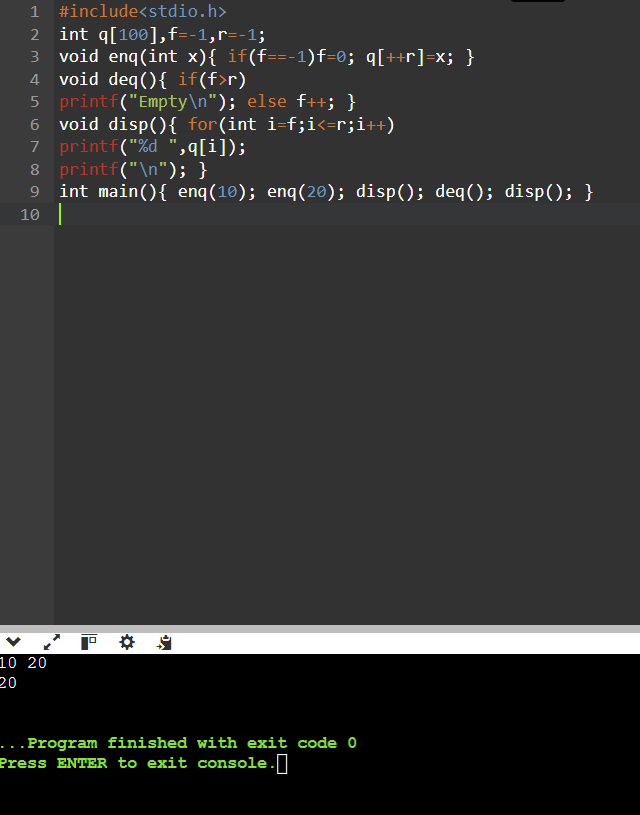 1 #include<stdio.h>
2 int q[100],f=-1,r=-1;
3 void enq(int x){ if(f==-1)f=0; q[++r]=x; }
4 void deq(){ if(f>r)
5 printf("Empty\n"); else f++; }
6 void disp(){ for(int i=f;i<=r;i++)
7 printf("%d ",q[i]);
8 printf("\n"); }
9 int main(){ enq(10); enq(20); disp(); deq(); disp(); }
10
10 20
20
...Program finished with exit code 0
Press ENTER to exit console.